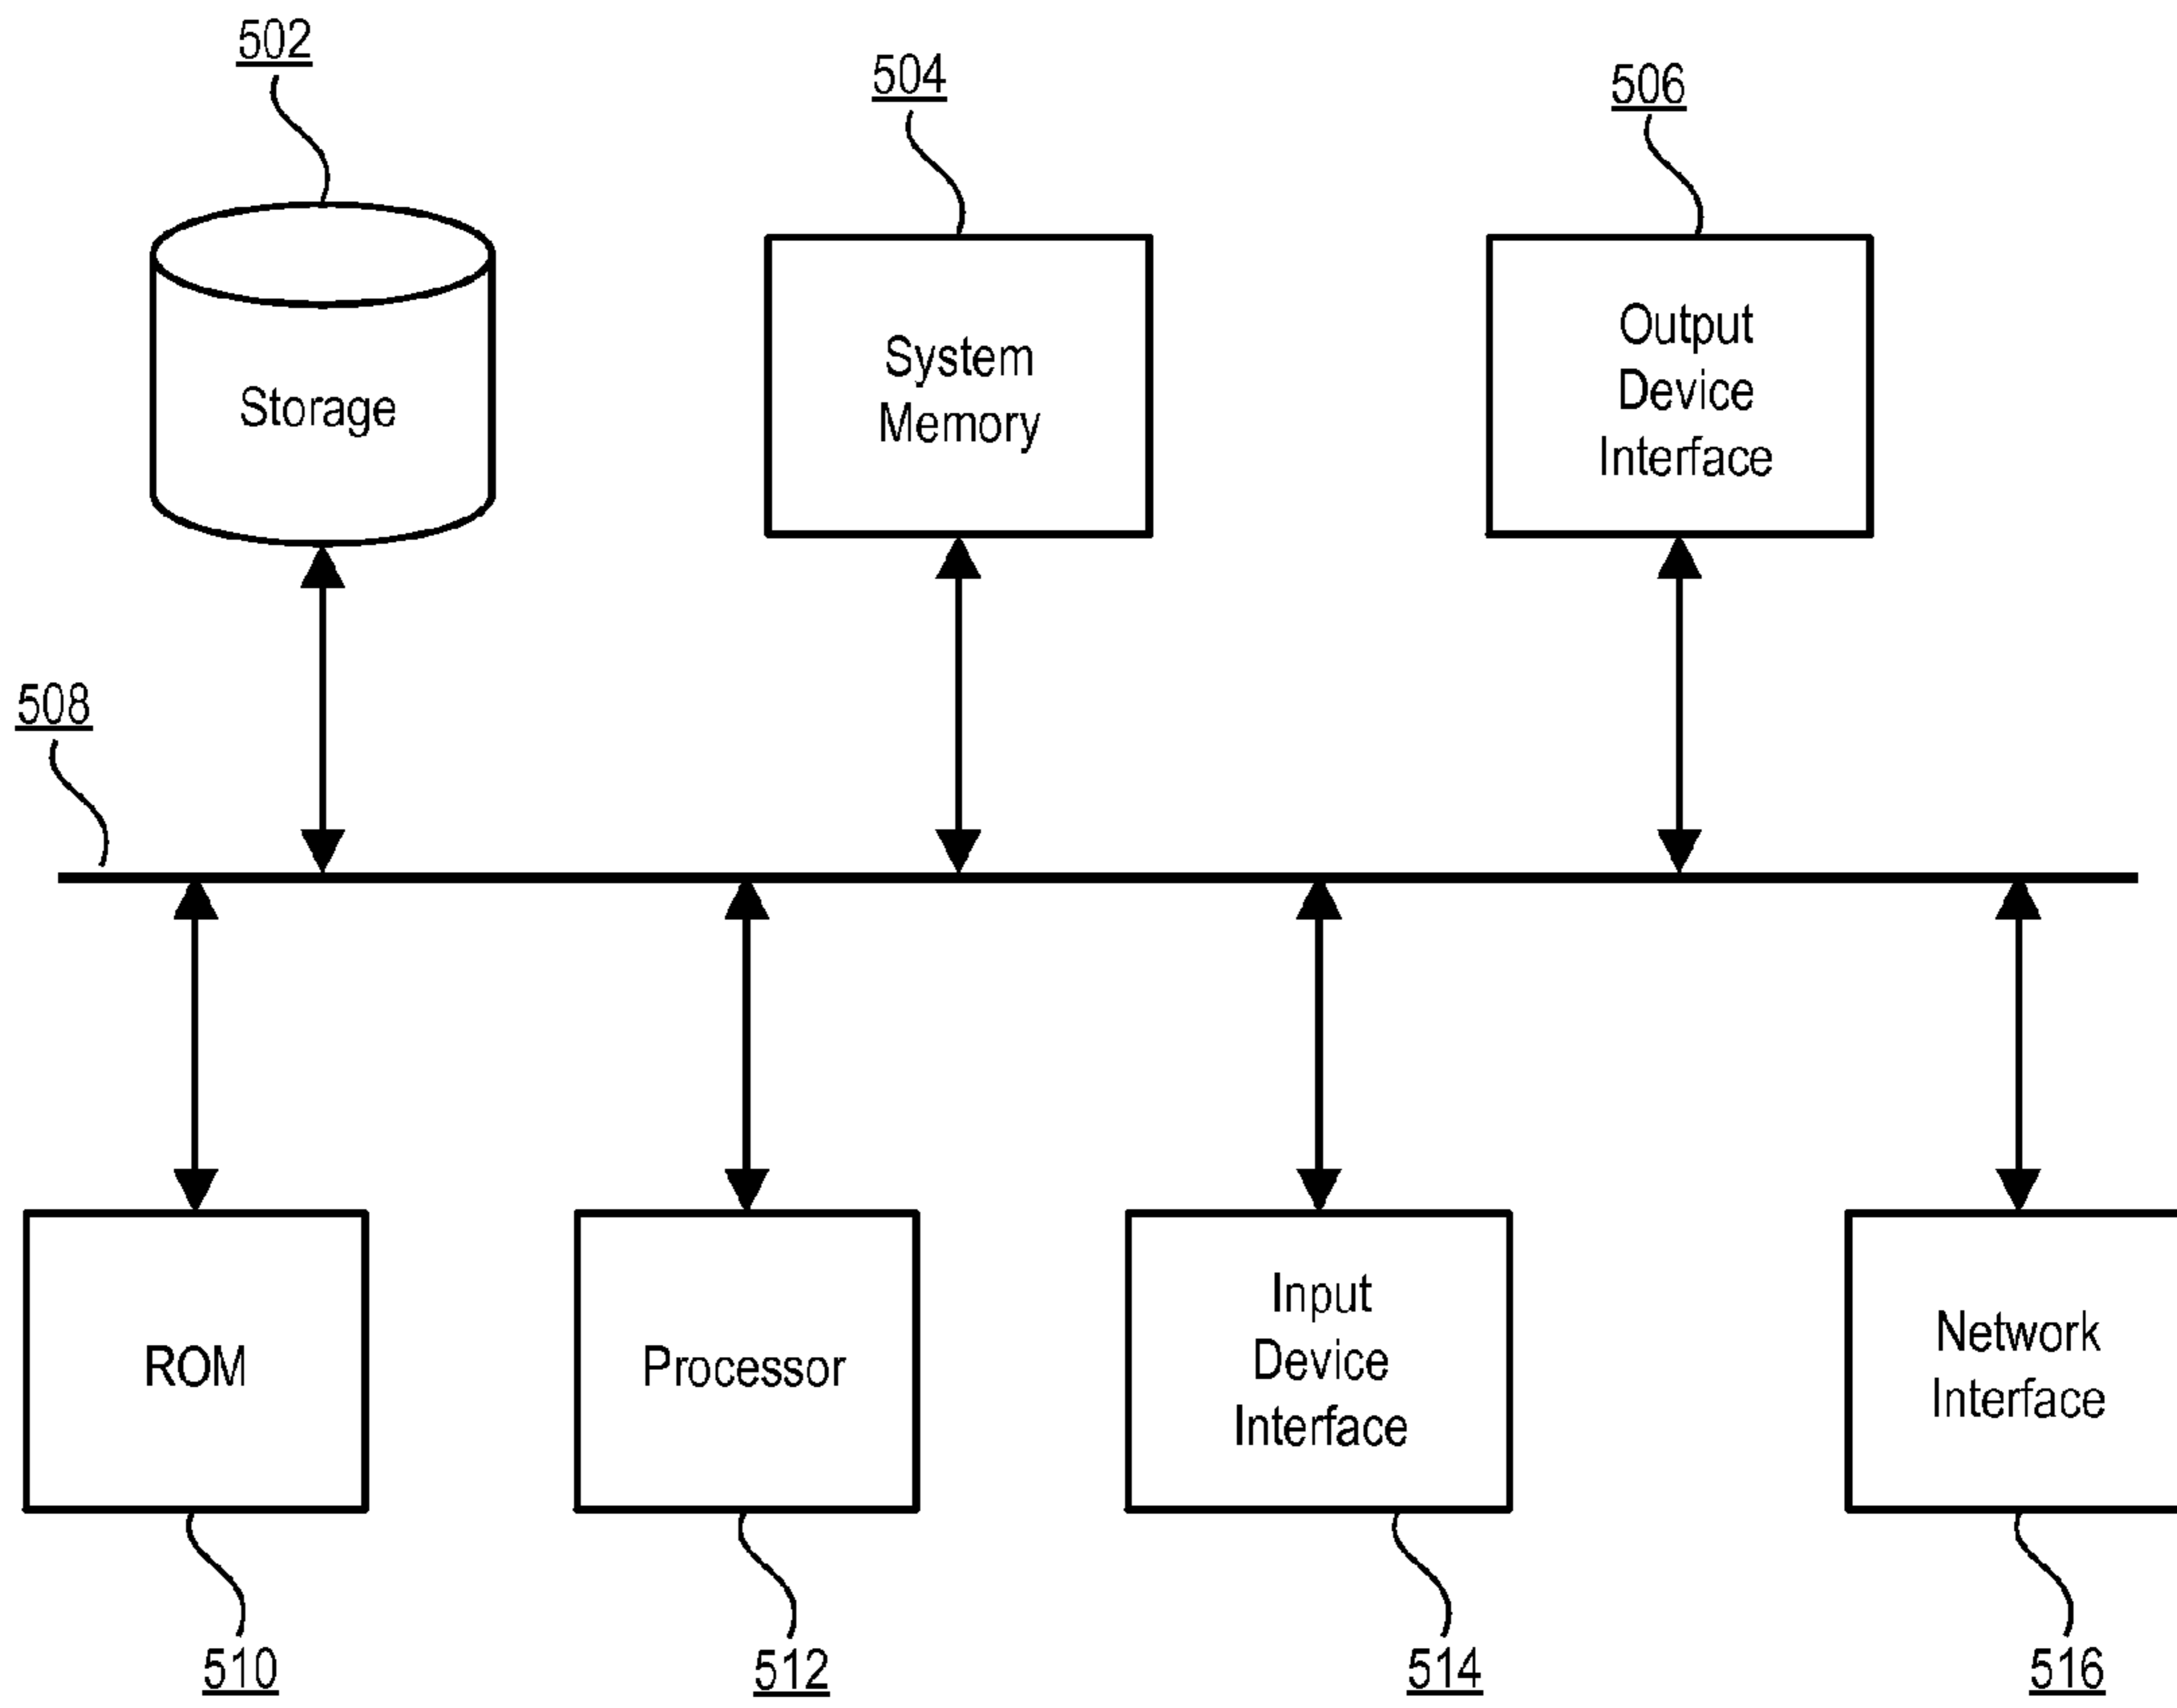 502
504
506
Storage
System
Memory
Output
Device
Interface
508
ROM
Processor
Input
Device
Interface
Network
Interface
510
512
514
516